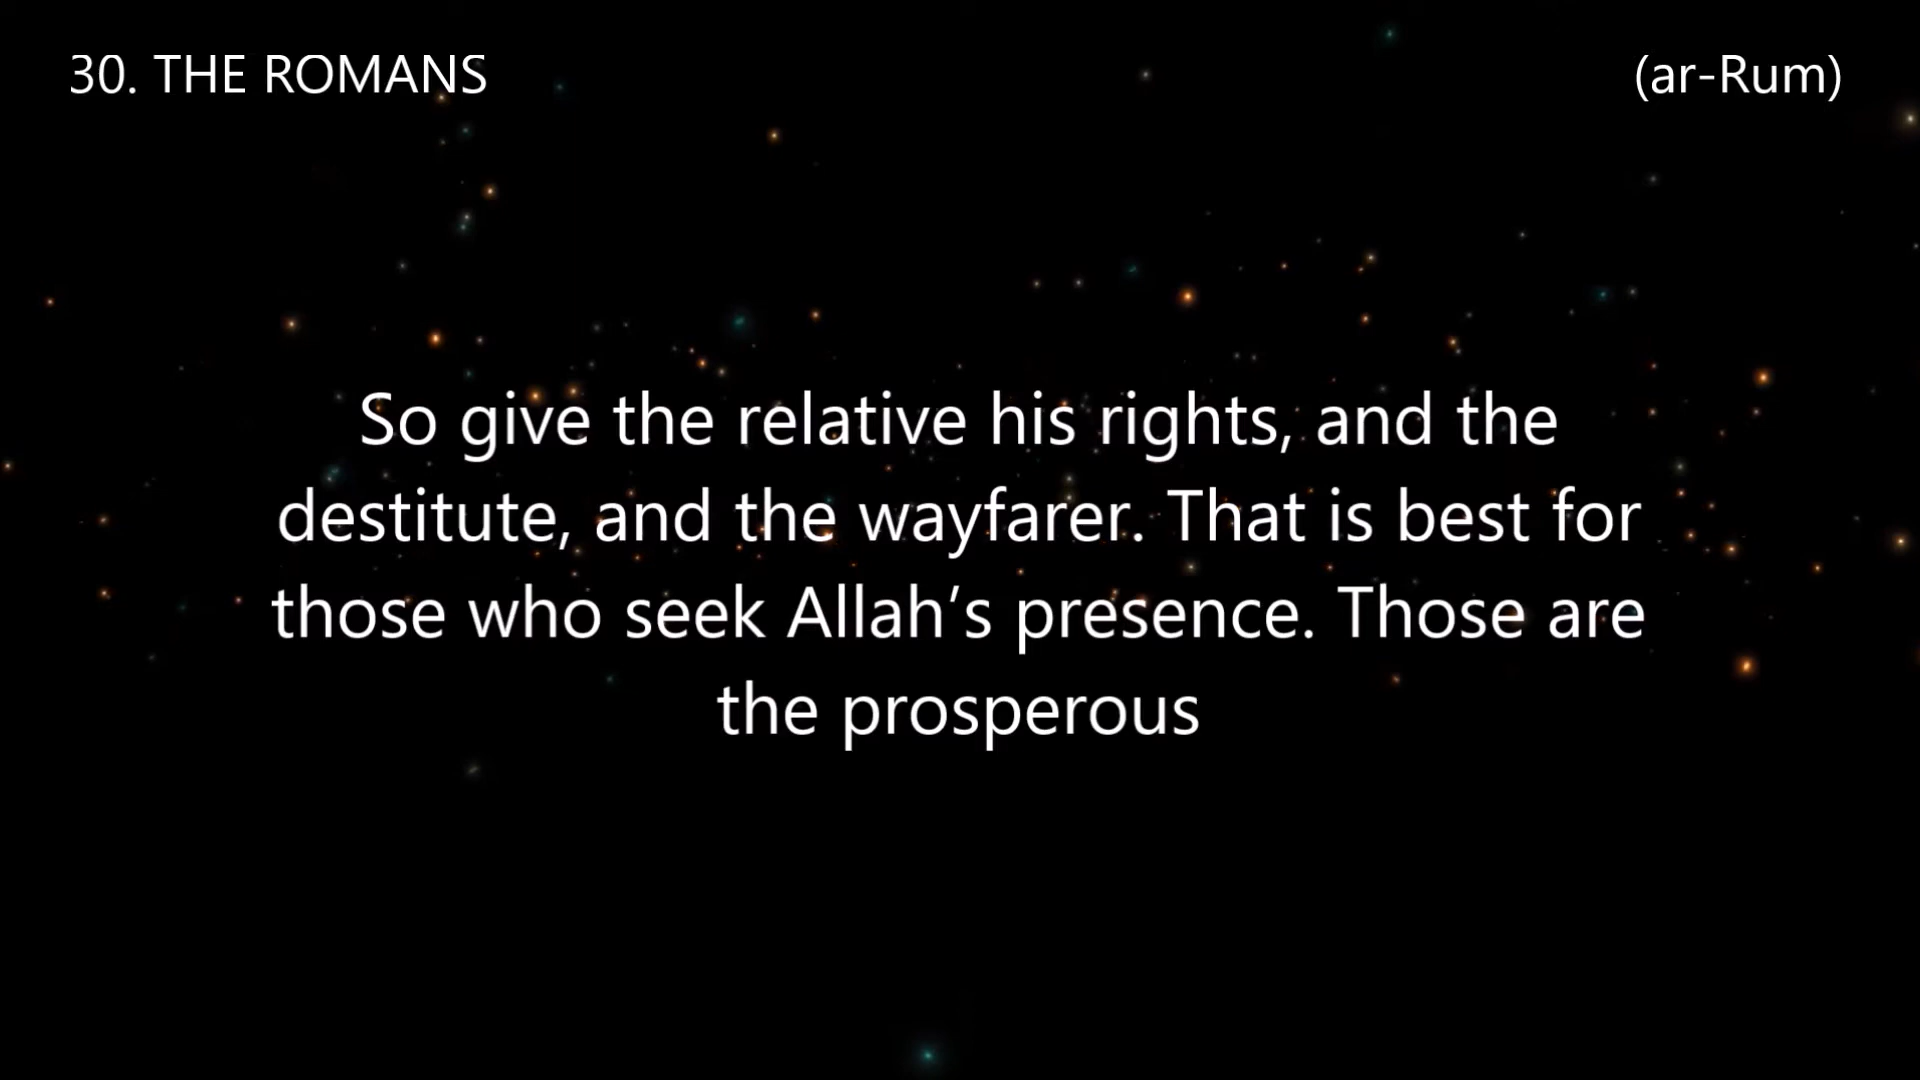 30. THE ROMANS
(ar-Rum)
So give the relative his rights, and the
destitute, and the wayfarer. That is best for
those who seek Allah’s presence. Those are
the prosperous